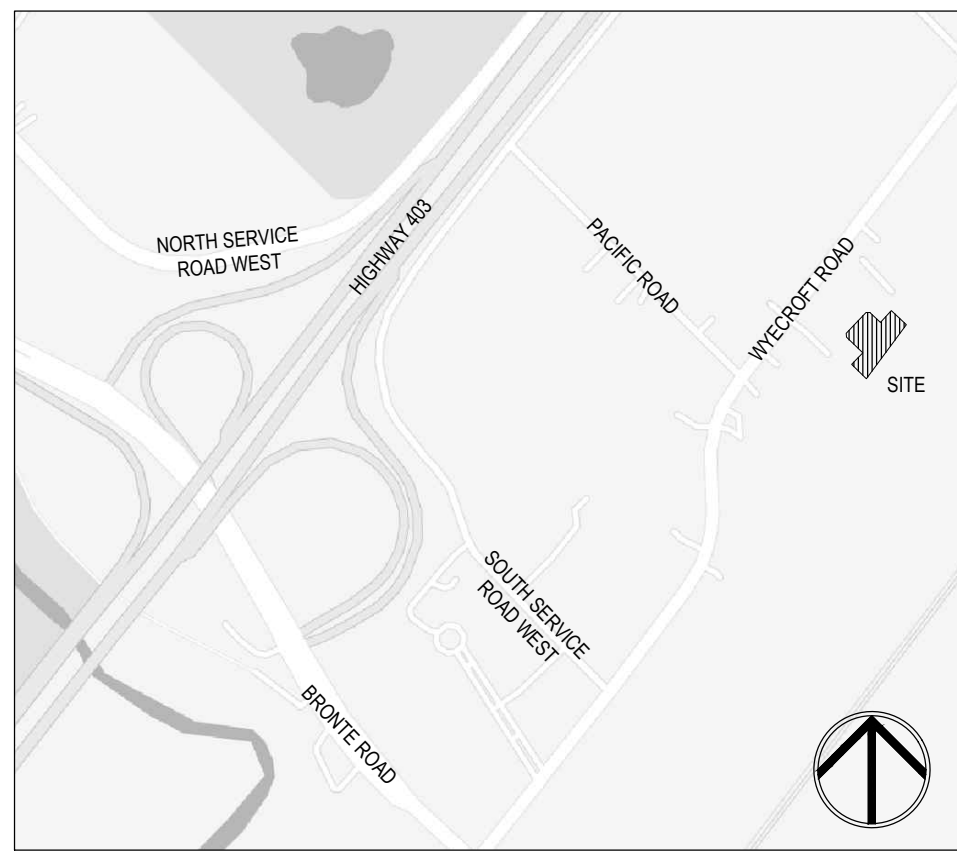 NORTH SERVICE
ROAD WEST
HIGHWAY 403
PACIFIC ROAD
WYECROFT ROAD
SITE
SOUTH SERVICE
ROAD WEST
BRONTE ROAD